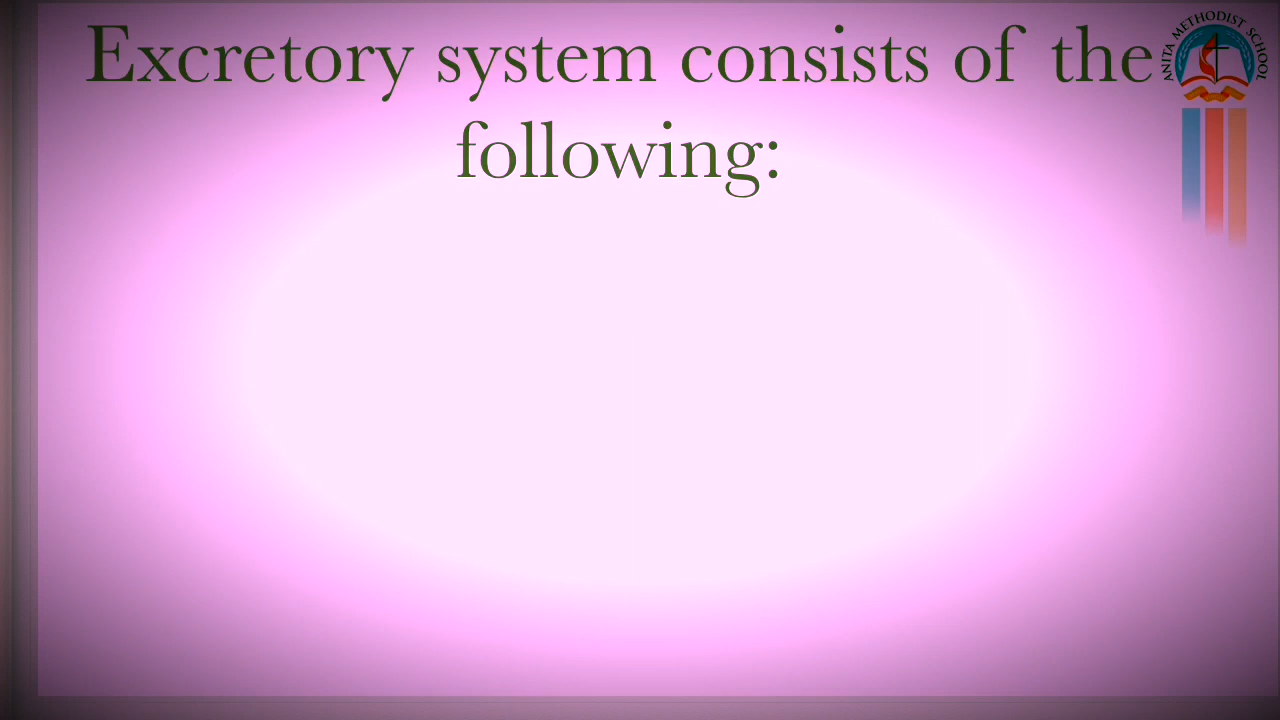 Excretory system consists of the
following:
ANITA METHODIST SCHOOL